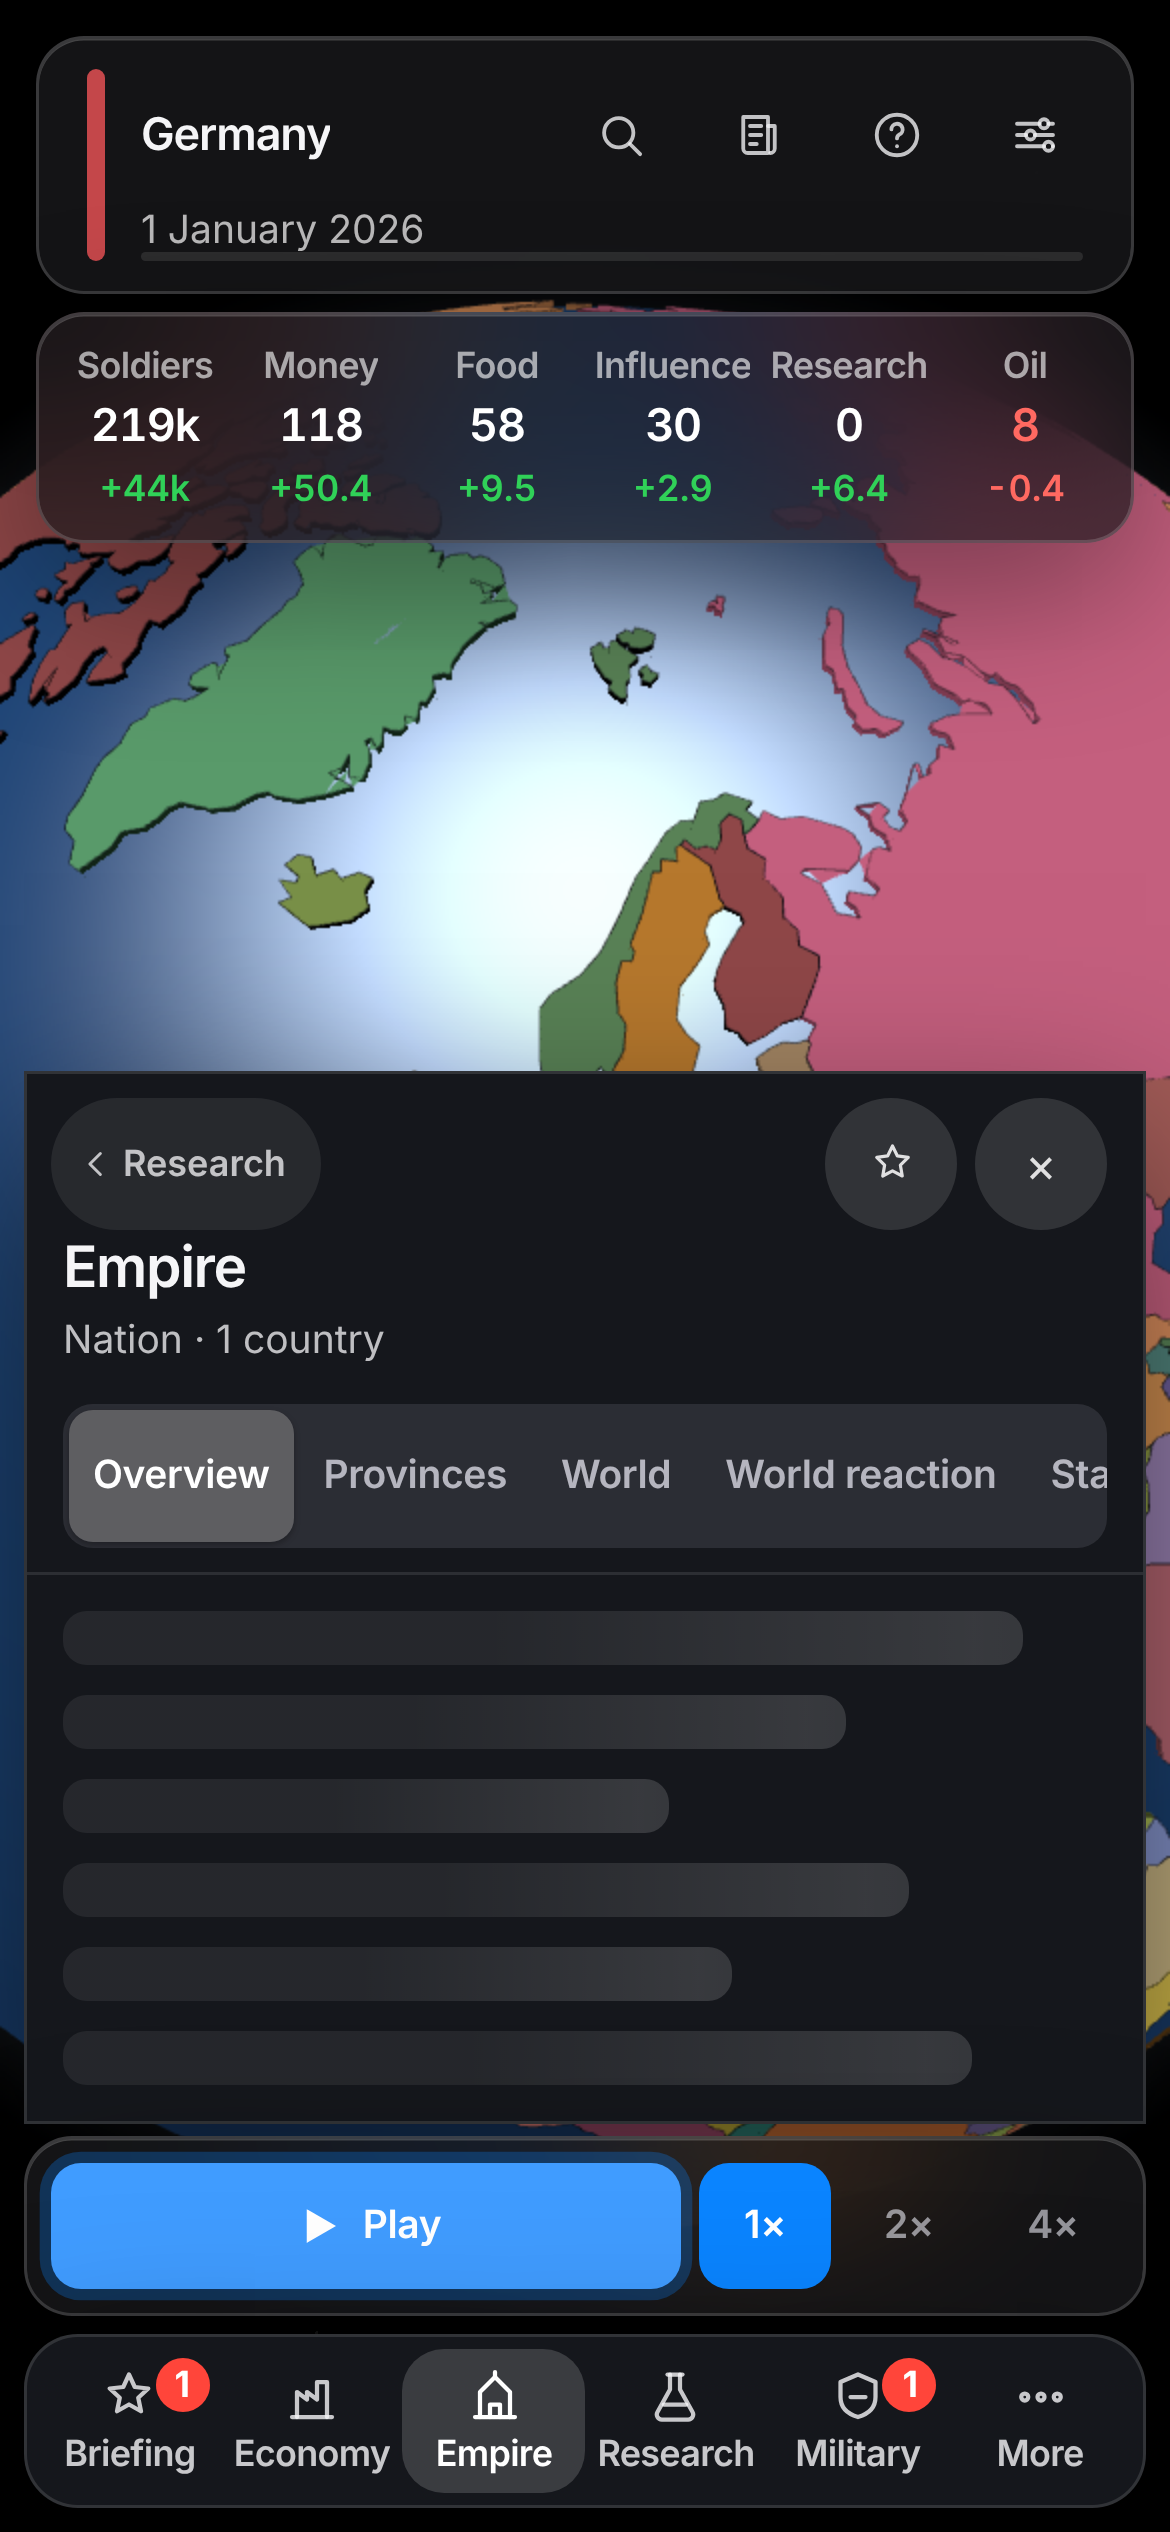 Germany
1 January 2026
Soldiers Money Food Influence Research Oil
219k 118 58 30 0 8
+44k +50.4 +9.5 +2.9 +6.4 -0.4
Research
Empire
Nation · 1 country
Overview Provinces World World reaction Sta
Play 1× 2× 4×
1 1
Briefing Economy Empire Research Military More